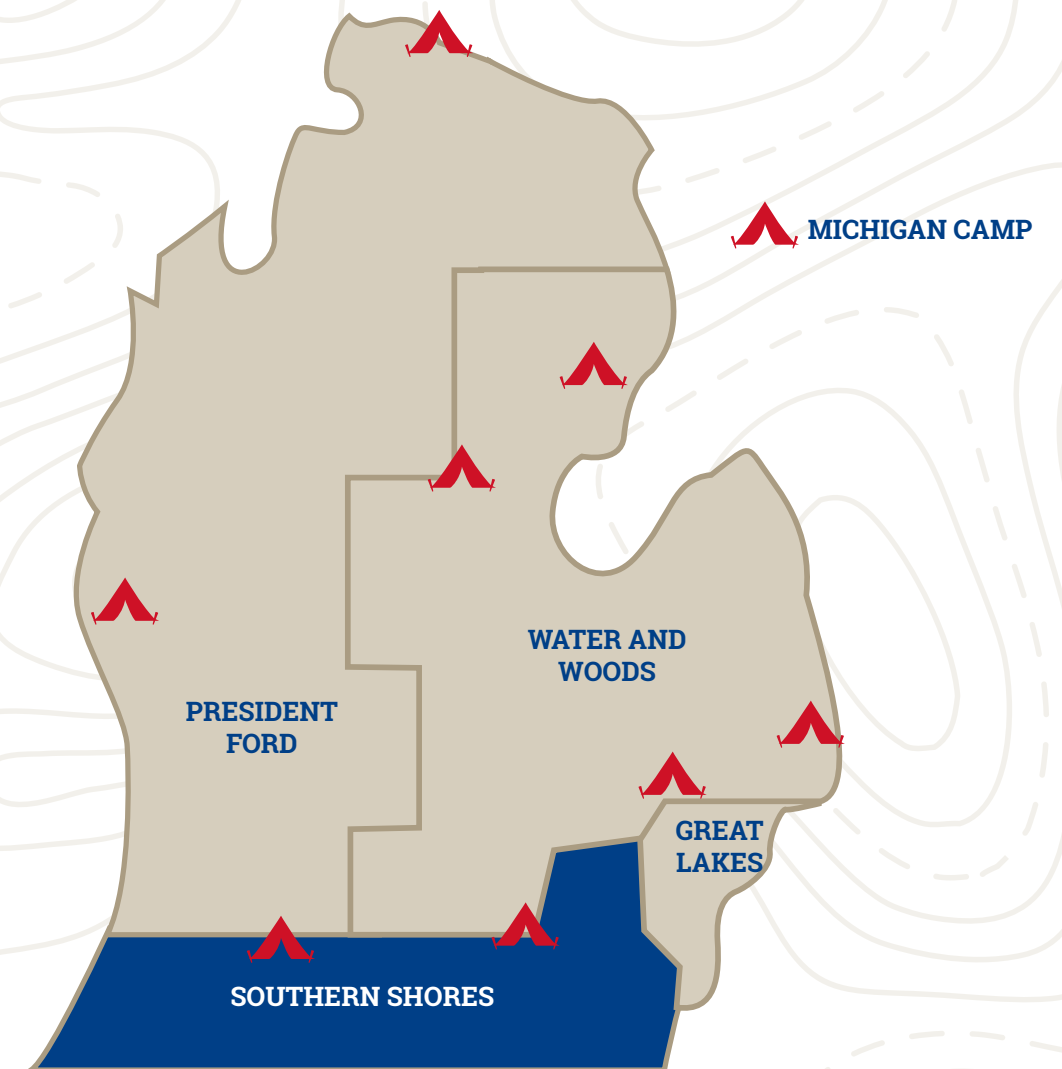 MICHIGAN CAMP
WATER AND
WOODS
PRESIDENT
FORD
GREAT
LAKES
SOUTHERN SHORES